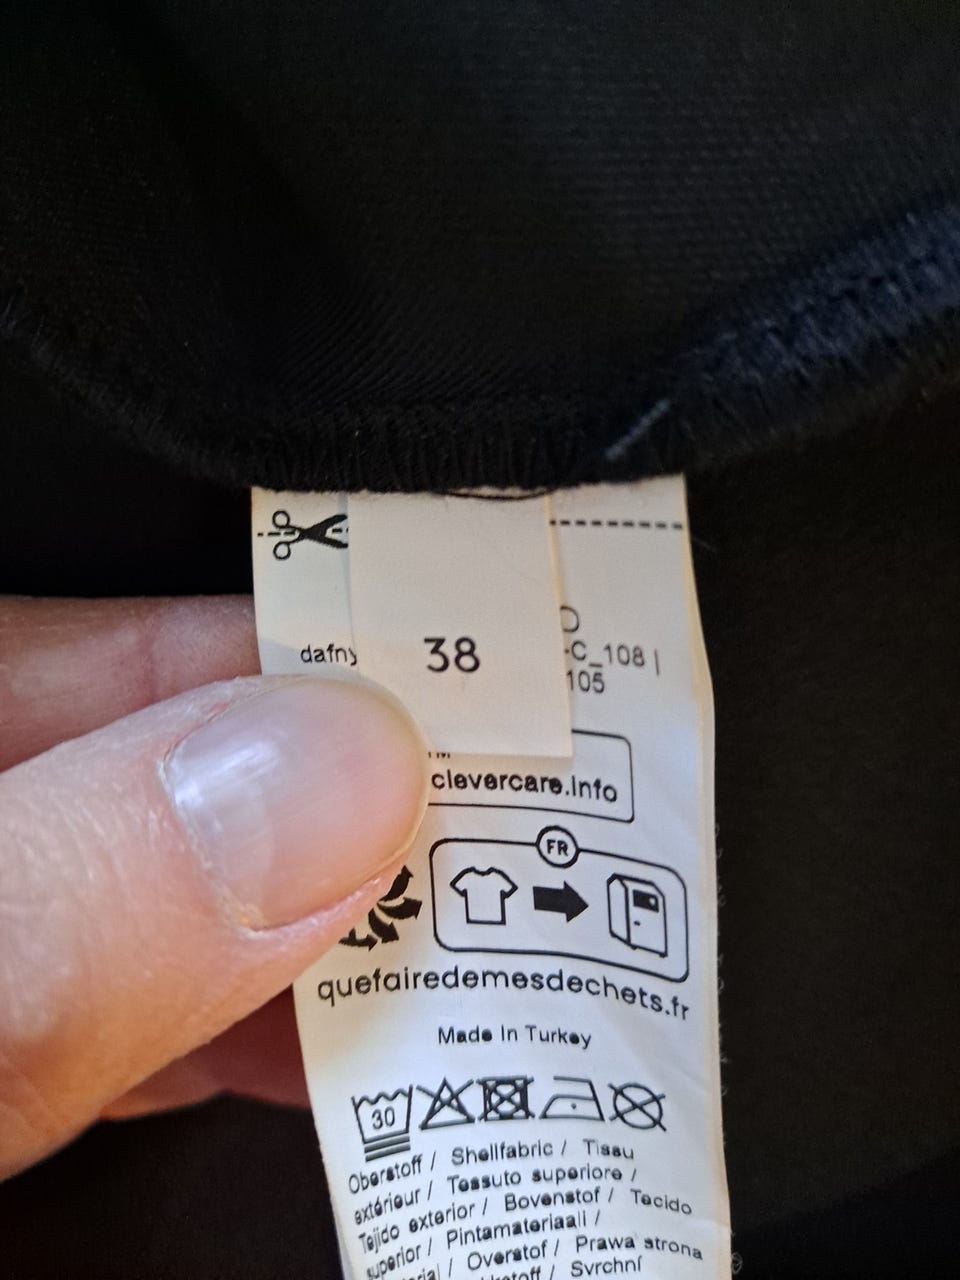 38
dafny
-C_108 |
105
clevercare.info
FR
quefairedemesdechets.fr
Made in Turkey
30
Oberstoff / Shellfabric / Tissu
extérieur / Tessuto superiore /
Tejido exterior / Bovenstof / Tecido
superior / Pintamateriaali /
Overstof / Prawa strona
Svrchní